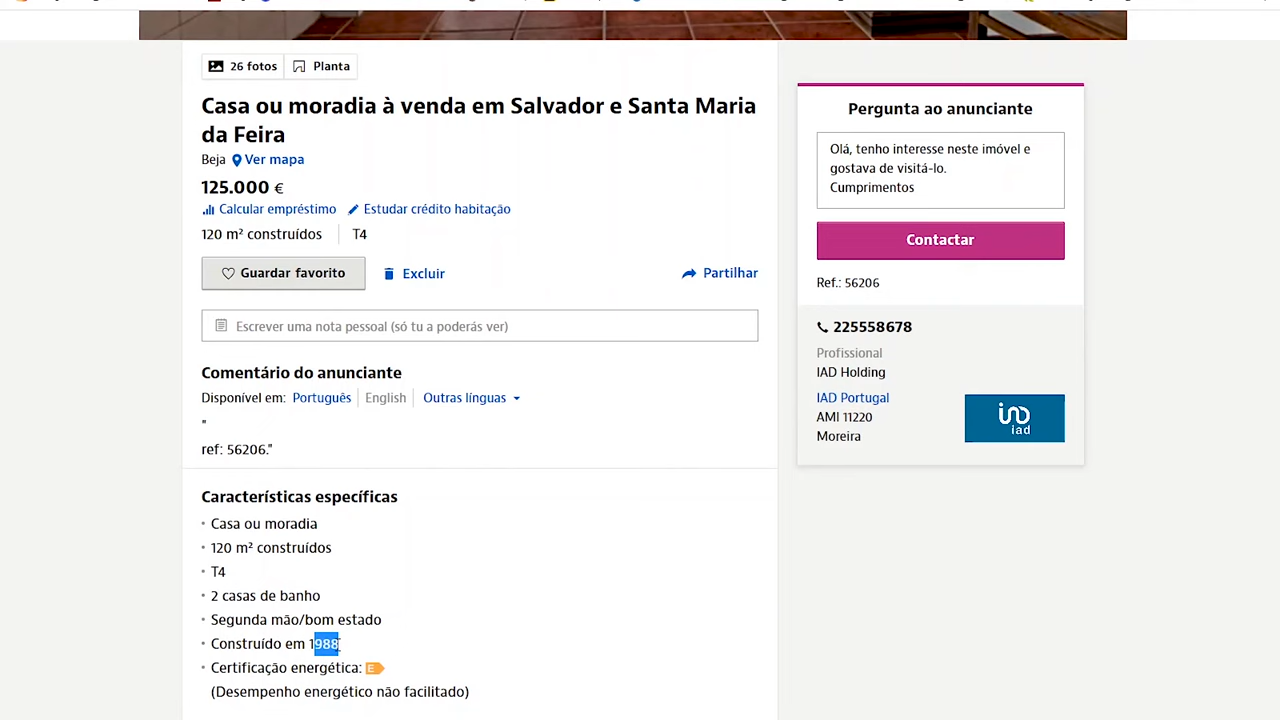 26 fotos
Planta
Casa ou moradia à venda em Salvador e Santa Maria
da Feira
Beja Ver mapa
125.000 €
Calcular empréstimo Estudar crédito habitação
120 m² construídos T4
Guardar favorito Excluir Partilhar
Escrever uma nota pessoal (só tu a poderás ver)
Comentário do anunciante
Disponível em: Português English Outras línguas
"
ref: 56206."
Características específicas
Casa ou moradia
120 m² construídos
T4
2 casas de banho
Segunda mão/bom estado
Construído em 1988
Certificação energética: E
(Desempenho energético não facilitado)
Pergunta ao anunciante
Olá, tenho interesse neste imóvel e
gostava de visitá-lo.
Cumprimentos
Contactar
Ref.: 56206
225558678
Profissional
IAD Holding
IAD Portugal
AMI 11220
Moreira
iad